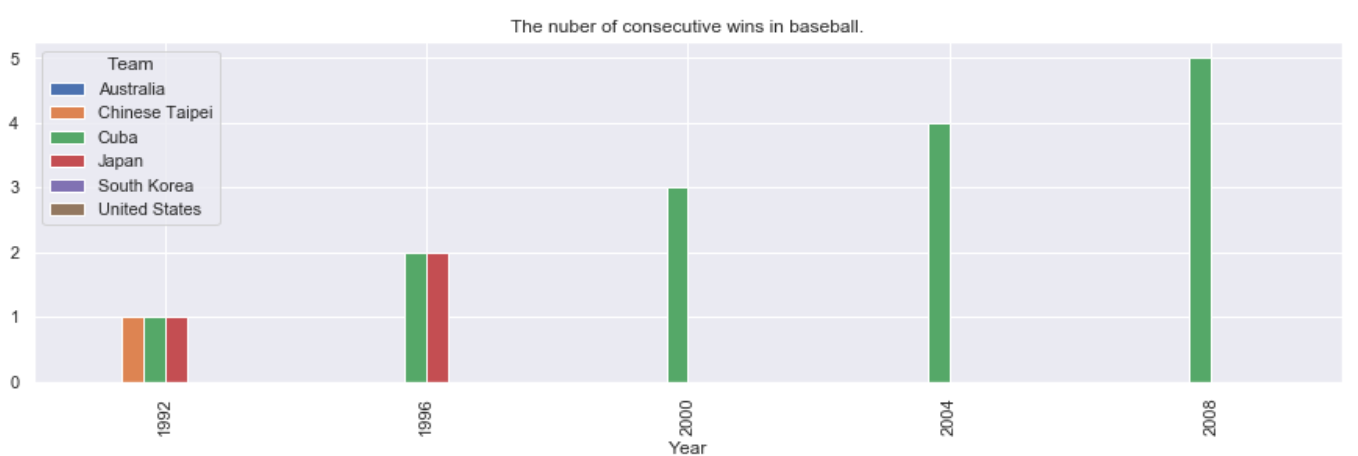 The nuber of consecutive wins in baseball.
5
4
3
2
1
0
Team
Australia
Chinese Taipei
Cuba
Japan
South Korea
United States
1992
1996
2000
2004
2008
Year